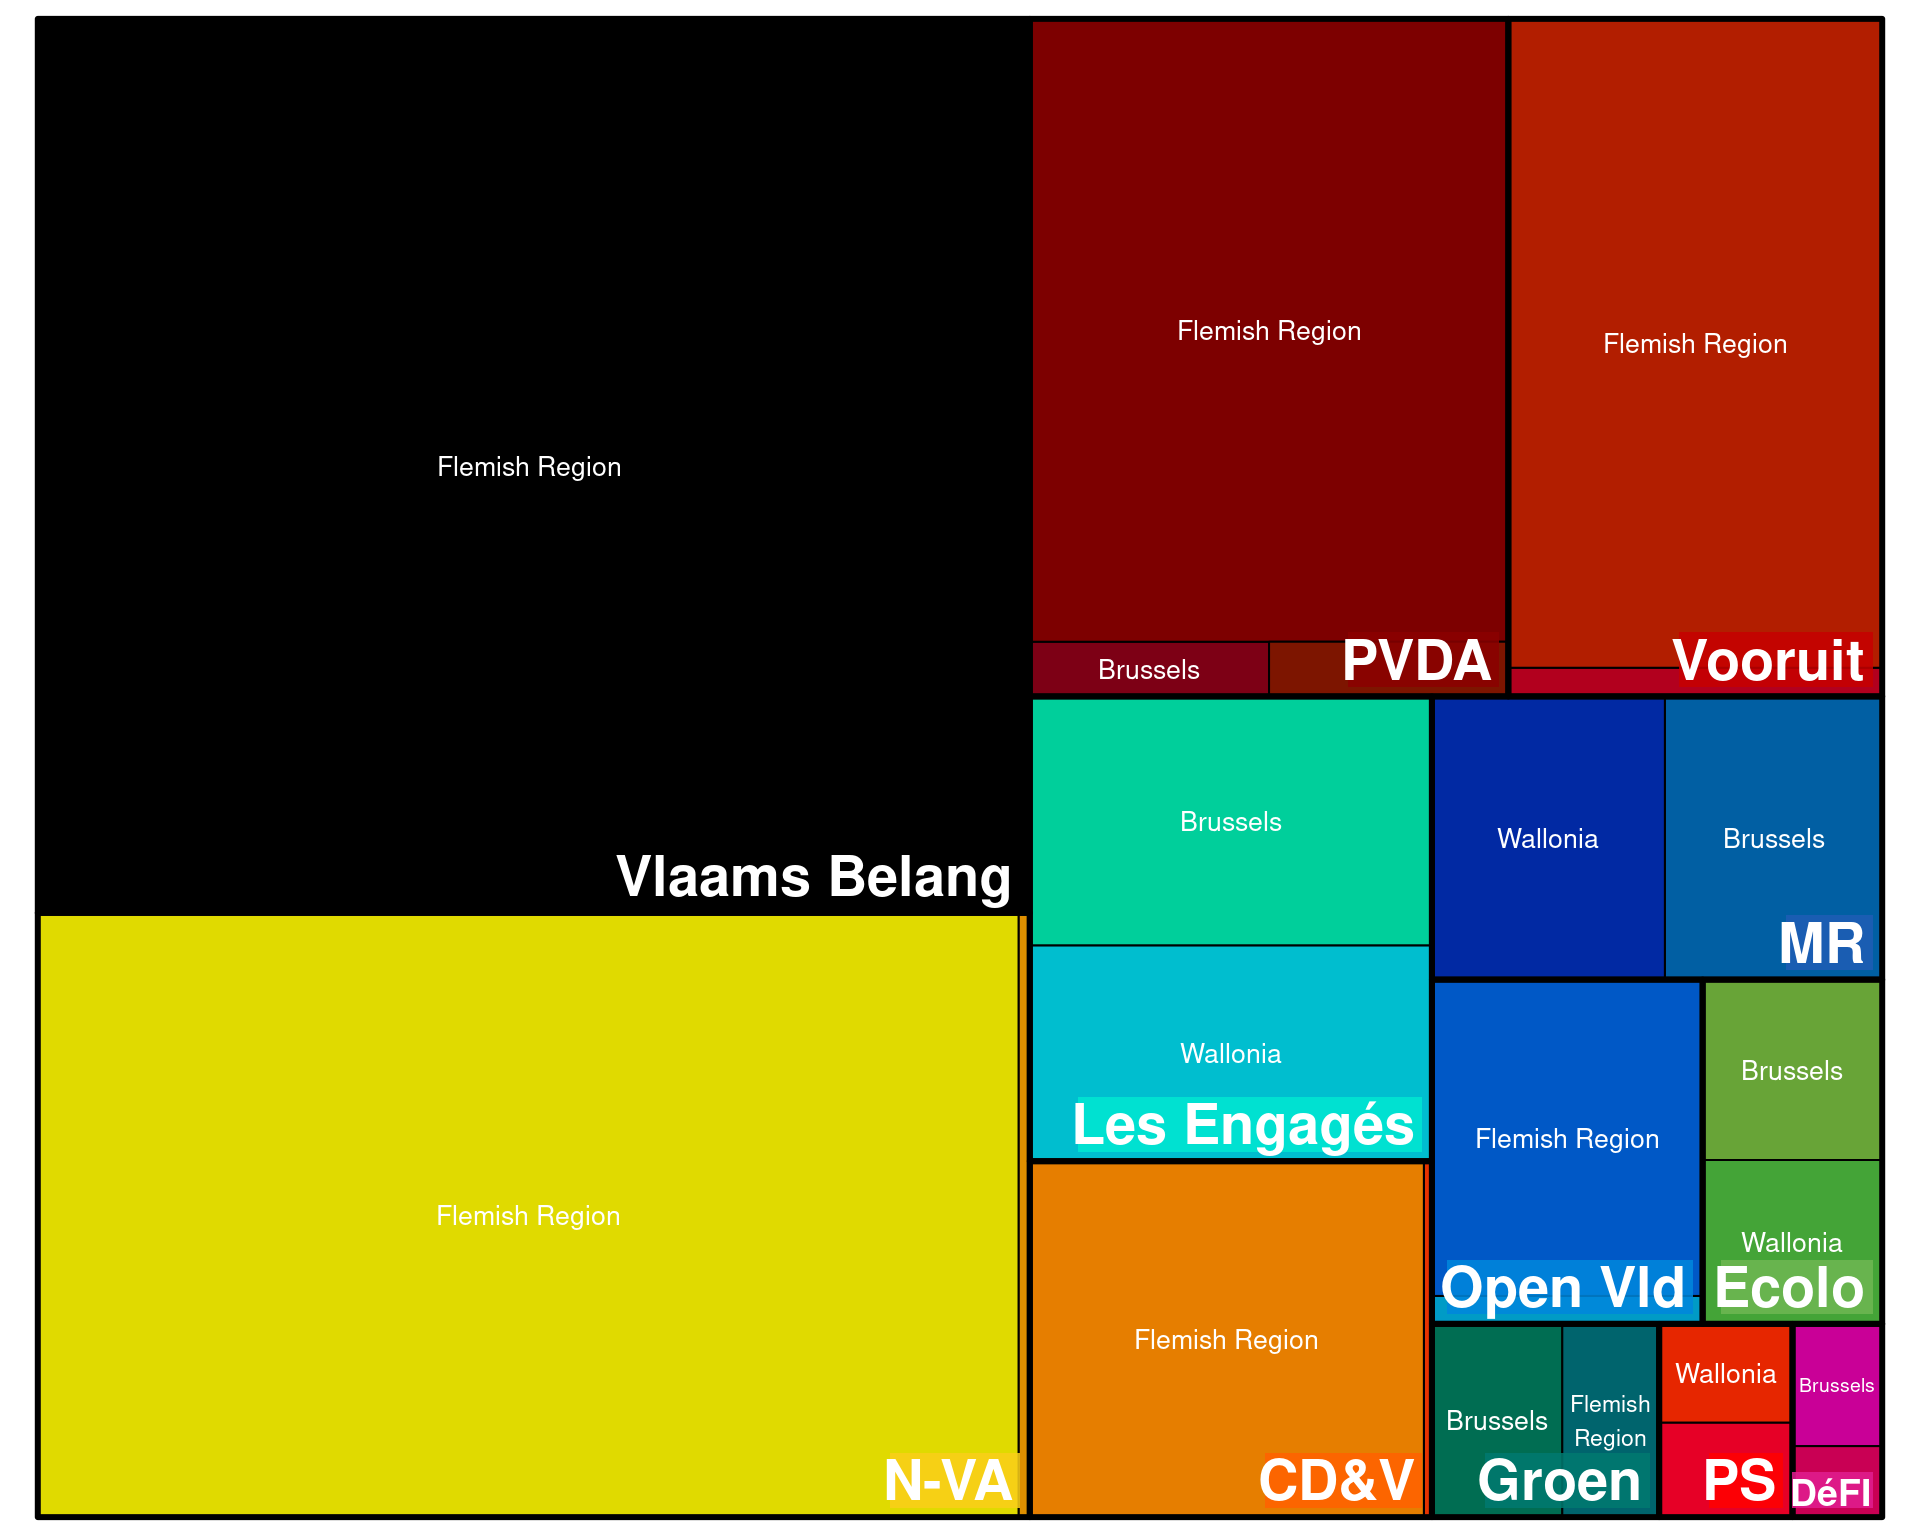 Flemish Region
Vlaams Belang
Flemish Region
N-VA
Flemish Region
Brussels
PVDA
Flemish Region
Vooruit
Brussels
Wallonia
Les Engagés
Flemish Region
CD&V
Wallonia
Brussels
MR
Flemish Region
Open Vld
Brussels
Wallonia
Ecolo
Brussels
Flemish
Region
Groen
Wallonia
PS
Brussels
DéFI